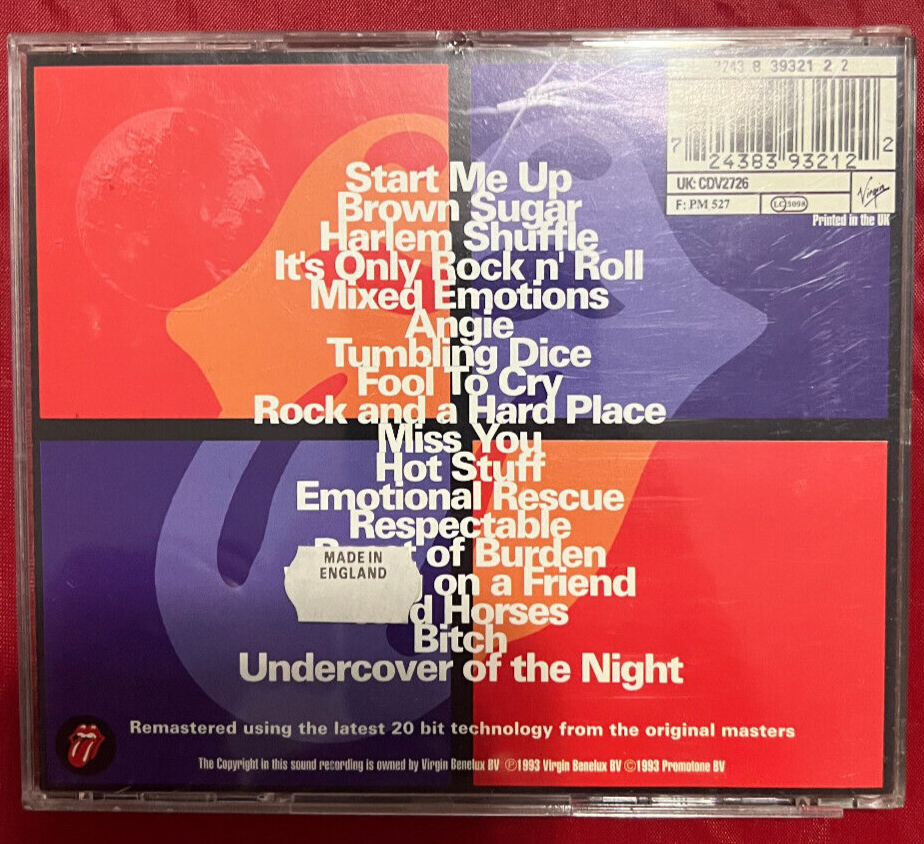 7243 8 39321 2 2
7 24383 93212 2
UK: CDV2726
F: PM 527
LC 3098
Virgin
Printed in the UK
Start Me Up
Brown Sugar
Harlem Shuffle
It's Only Rock n' Roll
Mixed Emotions
Angie
Tumbling Dice
Fool To Cry
Rock and a Hard Place
Miss You
Hot Stuff
Emotional Rescue
Respectable
of Burden
on a Friend
Horses
Bitch
Undercover of the Night
MADE IN
ENGLAND
Remastered using the latest 20 bit technology from the original masters
The Copyright in this sound recording is owned by Virgin Benelux BV ℗1993 Virgin Benelux BV ©1993 Promotone BV